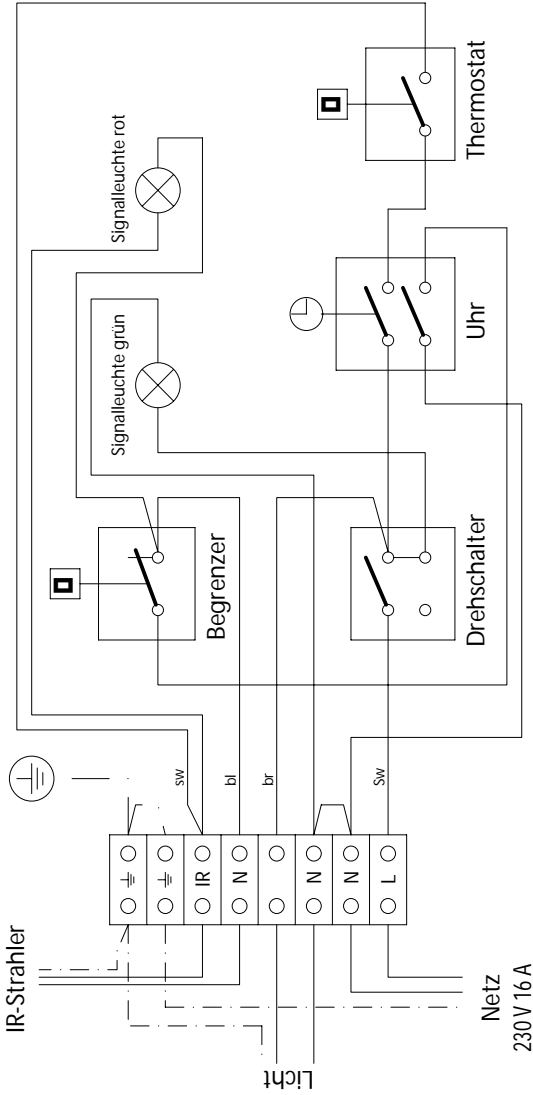 IR-Strahler
Licht
Netz
230 V 16 A
IR
N
N
N
L
sw
bl
br
Sw
Begrenzer
Drehschalter
Signalleuchte grün
Signalleuchte rot
Uhr
Thermostat